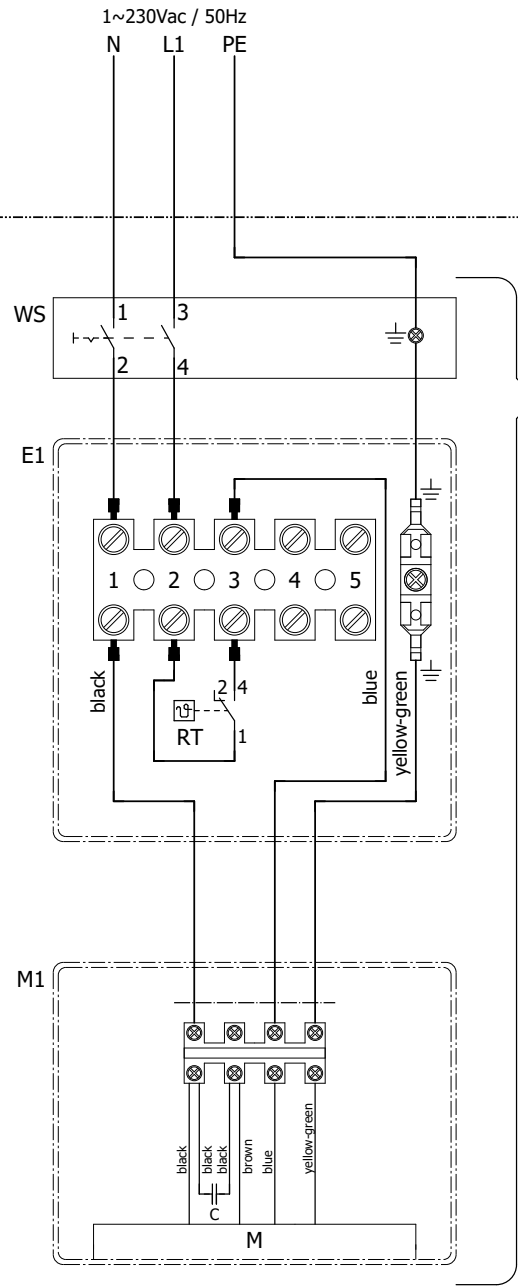 1~230Vac / 50Hz
N L1 PE
WS
1 3
2 4
E1
1 2 3 4 5
black
blue
yellow-green
2 4
RT
1
M1
black
black
black
brown
blue
yellow-green
C
M